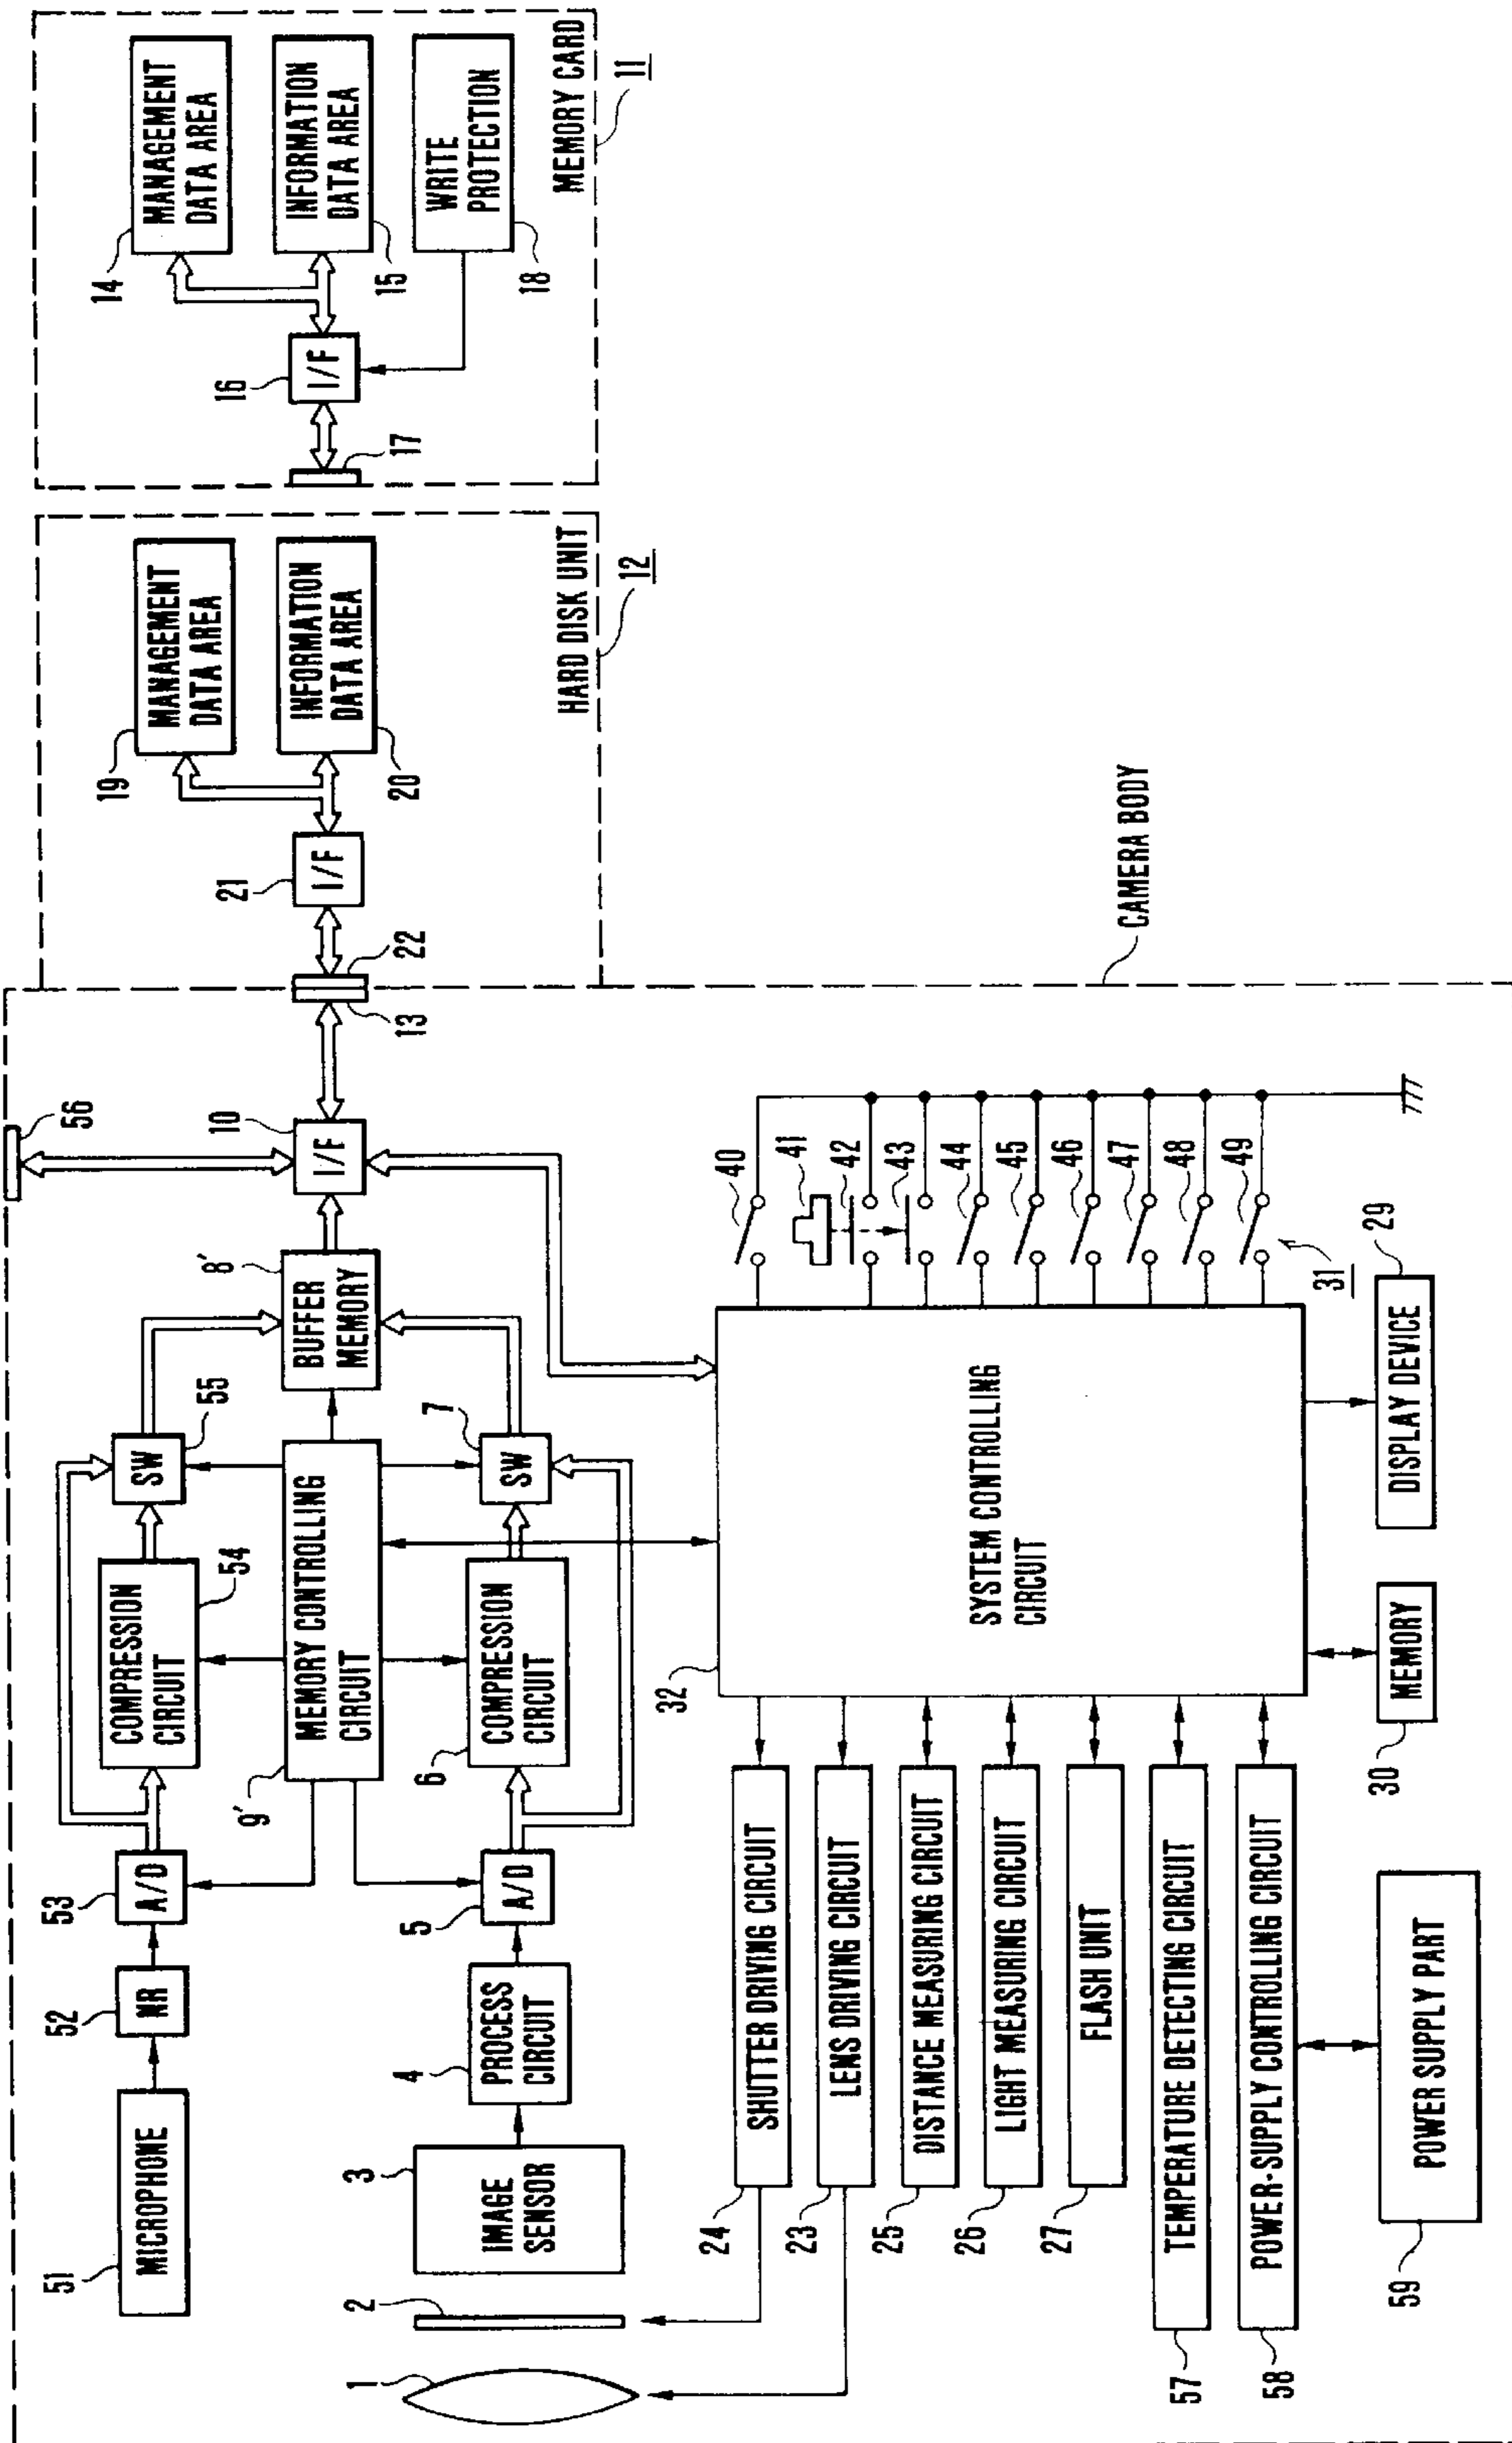 51
MICROPHONE
52
NR
53
A/D
COMPRESSION
CIRCUIT
54
SW
55
56
9'
MEMORY CONTROLLING
CIRCUIT
8'
BUFFER
MEMORY
10
I/F
13
22
1
2
3
IMAGE
SENSOR
4
PROCESS
CIRCUIT
5
A/D
6
COMPRESSION
CIRCUIT
7
SW
21
I/F
19
MANAGEMENT
DATA AREA
INFORMATION
DATA AREA
20
HARD DISK UNIT
12
17
16
I/F
14
MANAGEMENT
DATA AREA
INFORMATION
DATA AREA
15
WRITE
PROTECTION
18
MEMORY CARD
11
CAMERA BODY
24
SHUTTER DRIVING CIRCUIT
23
LENS DRIVING CIRCUIT
25
DISTANCE MEASURING CIRCUIT
26
LIGHT MEASURING CIRCUIT
27
FLASH UNIT
57
TEMPERATURE DETECTING CIRCUIT
58
POWER-SUPPLY CONTROLLING CIRCUIT
59
POWER SUPPLY PART
32
SYSTEM CONTROLLING
CIRCUIT
40
41
42
43
44
45
46
47
48
49
31
30
MEMORY
DISPLAY DEVICE
29